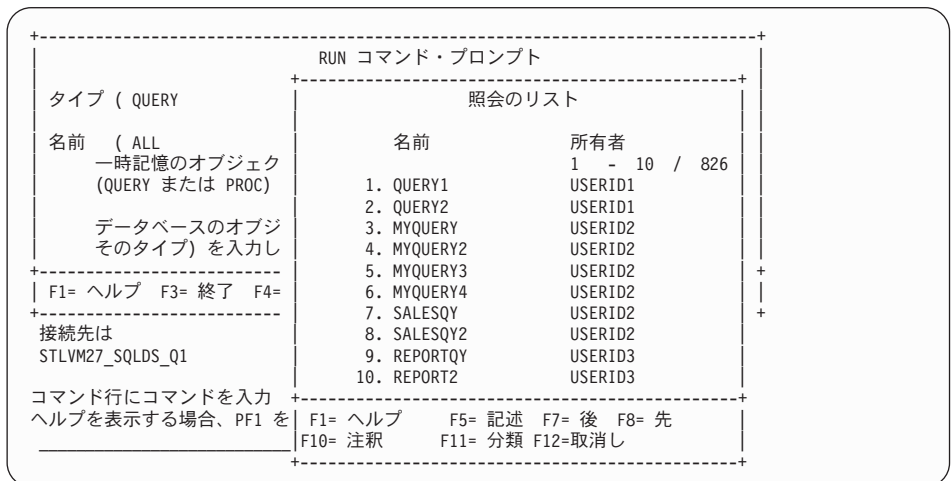 RUN コマンド・プロンプト
タイプ ( QUERY
照会のリスト
名前 ( ALL
名前 所有者
一時記憶のオブジェク
1 - 10 / 826
(QUERY または PROC)
1. QUERY1 USERID1
2. QUERY2 USERID1
データベースのオブジ
3. MYQUERY USERID2
そのタイプ) を入力し
4. MYQUERY2 USERID2
5. MYQUERY3 USERID2
F1= ヘルプ F3= 終了 F4=
6. MYQUERY4 USERID2
7. SALESQY USERID2
接続先は
8. SALESQY2 USERID2
STLVM27_SQLDS_Q1
9. REPORTQY USERID3
10. REPORT2 USERID3
コマンド行にコマンドを入力
ヘルプを表示する場合、PF1 を
F1= ヘルプ F5= 記述 F7= 後 F8= 先
F10= 注釈 F11= 分類 F12=取消し